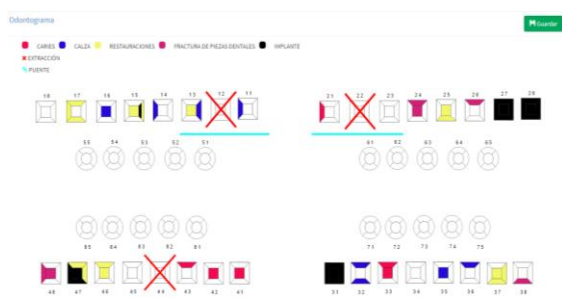 Odontograma
Guardar
CARIES CALZA RESTAURACIONES FRACTURA DE PIEZAS DENTALES IMPLANTE
EXTRACCIÓN
PUENTE
18 17 16 15 14 13 12 11 21 22 23 24 25 26 27 28
55 54 53 52 51 61 62 63 64 65
85 84 83 82 81 71 72 73 74 75
48 47 46 45 44 43 42 41 31 32 33 34 35 36 37 38